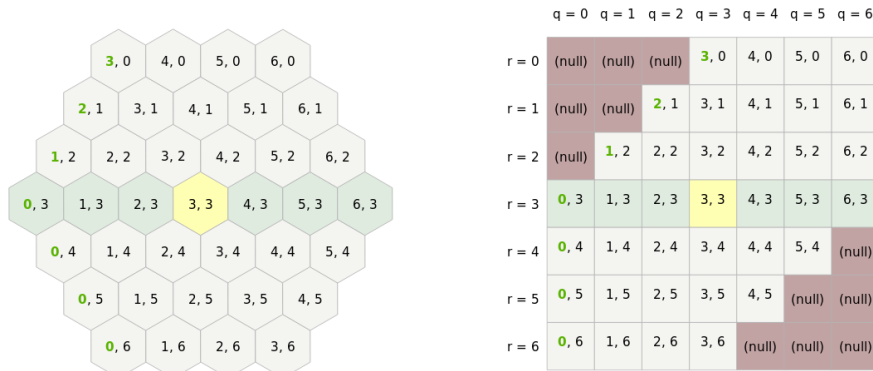 3, 0 4, 0 5, 0 6, 0
2, 1 3, 1 4, 1 5, 1 6, 1
1, 2 2, 2 3, 2 4, 2 5, 2 6, 2
0, 3 1, 3 2, 3 3, 3 4, 3 5, 3 6, 3
0, 4 1, 4 2, 4 3, 4 4, 4 5, 4
0, 5 1, 5 2, 5 3, 5 4, 5
0, 6 1, 6 2, 6 3, 6
q = 0 q = 1 q = 2 q = 3 q = 4 q = 5 q = 6
r = 0 (null) (null) (null) 3, 0 4, 0 5, 0 6, 0
r = 1 (null) (null) 2, 1 3, 1 4, 1 5, 1 6, 1
r = 2 (null) 1, 2 2, 2 3, 2 4, 2 5, 2 6, 2
r = 3 0, 3 1, 3 2, 3 3, 3 4, 3 5, 3 6, 3
r = 4 0, 4 1, 4 2, 4 3, 4 4, 4 5, 4 (null)
r = 5 0, 5 1, 5 2, 5 3, 5 4, 5 (null) (null)
r = 6 0, 6 1, 6 2, 6 3, 6 (null) (null) (null)